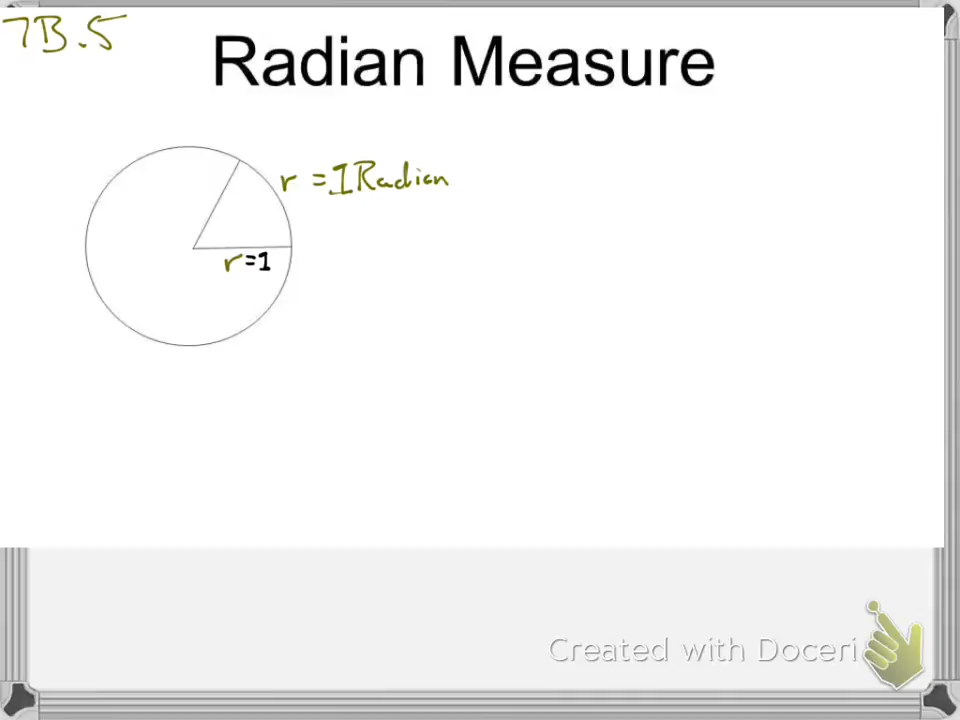 7B.5
Radian Measure
r = 1 Radian
r=1
Created with Doceri